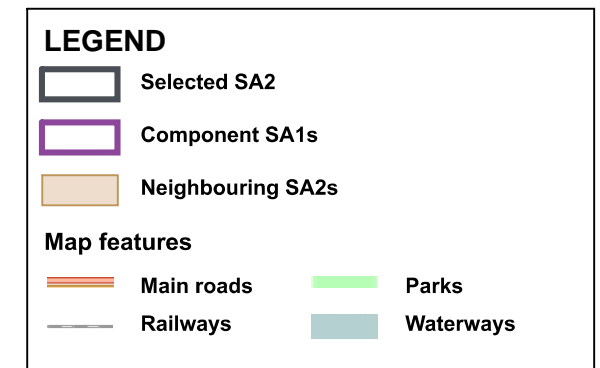 LEGEND
Selected SA2
Component SA1s
Neighbouring SA2s
Map features
Main roads
Parks
Railways
Waterways